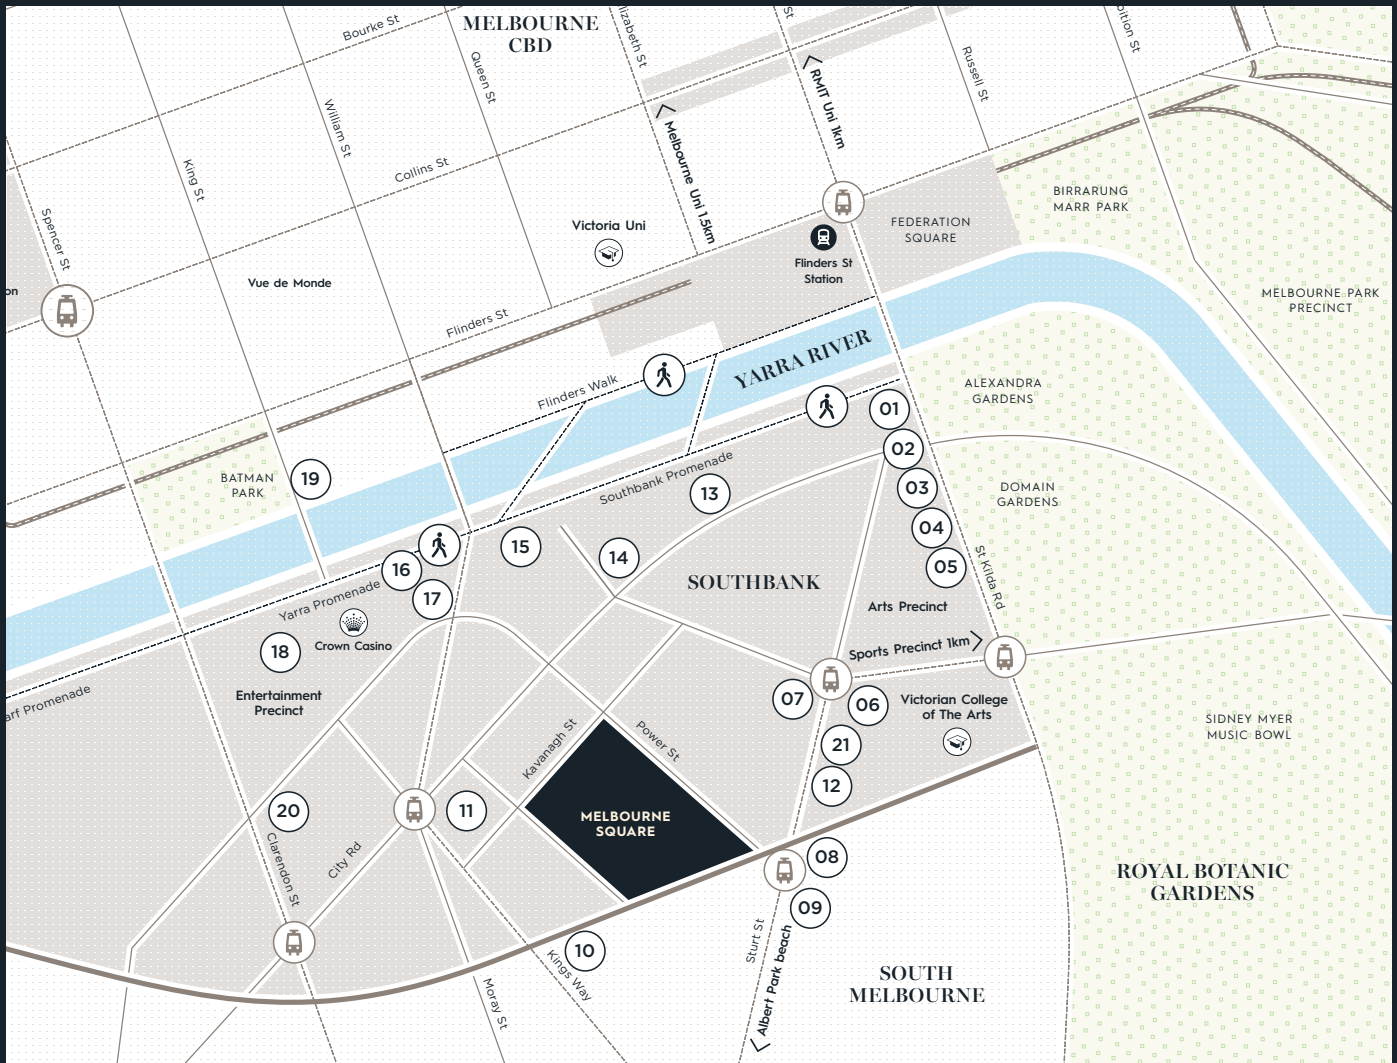 MELBOURNE
CBD
Bourke St
Queen St
Russell St
William St
RMIT Uni 1km
Melbourne Uni 1.5km
King St
Collins St
Spencer St
Victoria Uni
FEDERATION
SQUARE
BIRRARUNG
MARR PARK
Flinders St
Station
Vue de Monde
MELBOURNE PARK
PRECINCT
Flinders St
YARRA RIVER
Flinders Walk
ALEXANDRA
GARDENS
01
02
BATMAN
PARK
19
Southbank Promenade
13
03
DOMAIN
GARDENS
04
15
14
05
16
17
SOUTHBANK
St Kilda Rd
Yarra Promenade
Arts Precinct
Crown Casino
18
Sports Precinct 1km
Entertainment
Precinct
07
06
Victorian College
of The Arts
SIDNEY MYER
MUSIC BOWL
Kavanagh St
Power St
21
12
20
11
MELBOURNE
SQUARE
Clarendon St
City Rd
08
09
ROYAL BOTANIC
GARDENS
10
Kings Way
Moray St
Sturt St
Albert Park beach
SOUTH
MELBOURNE